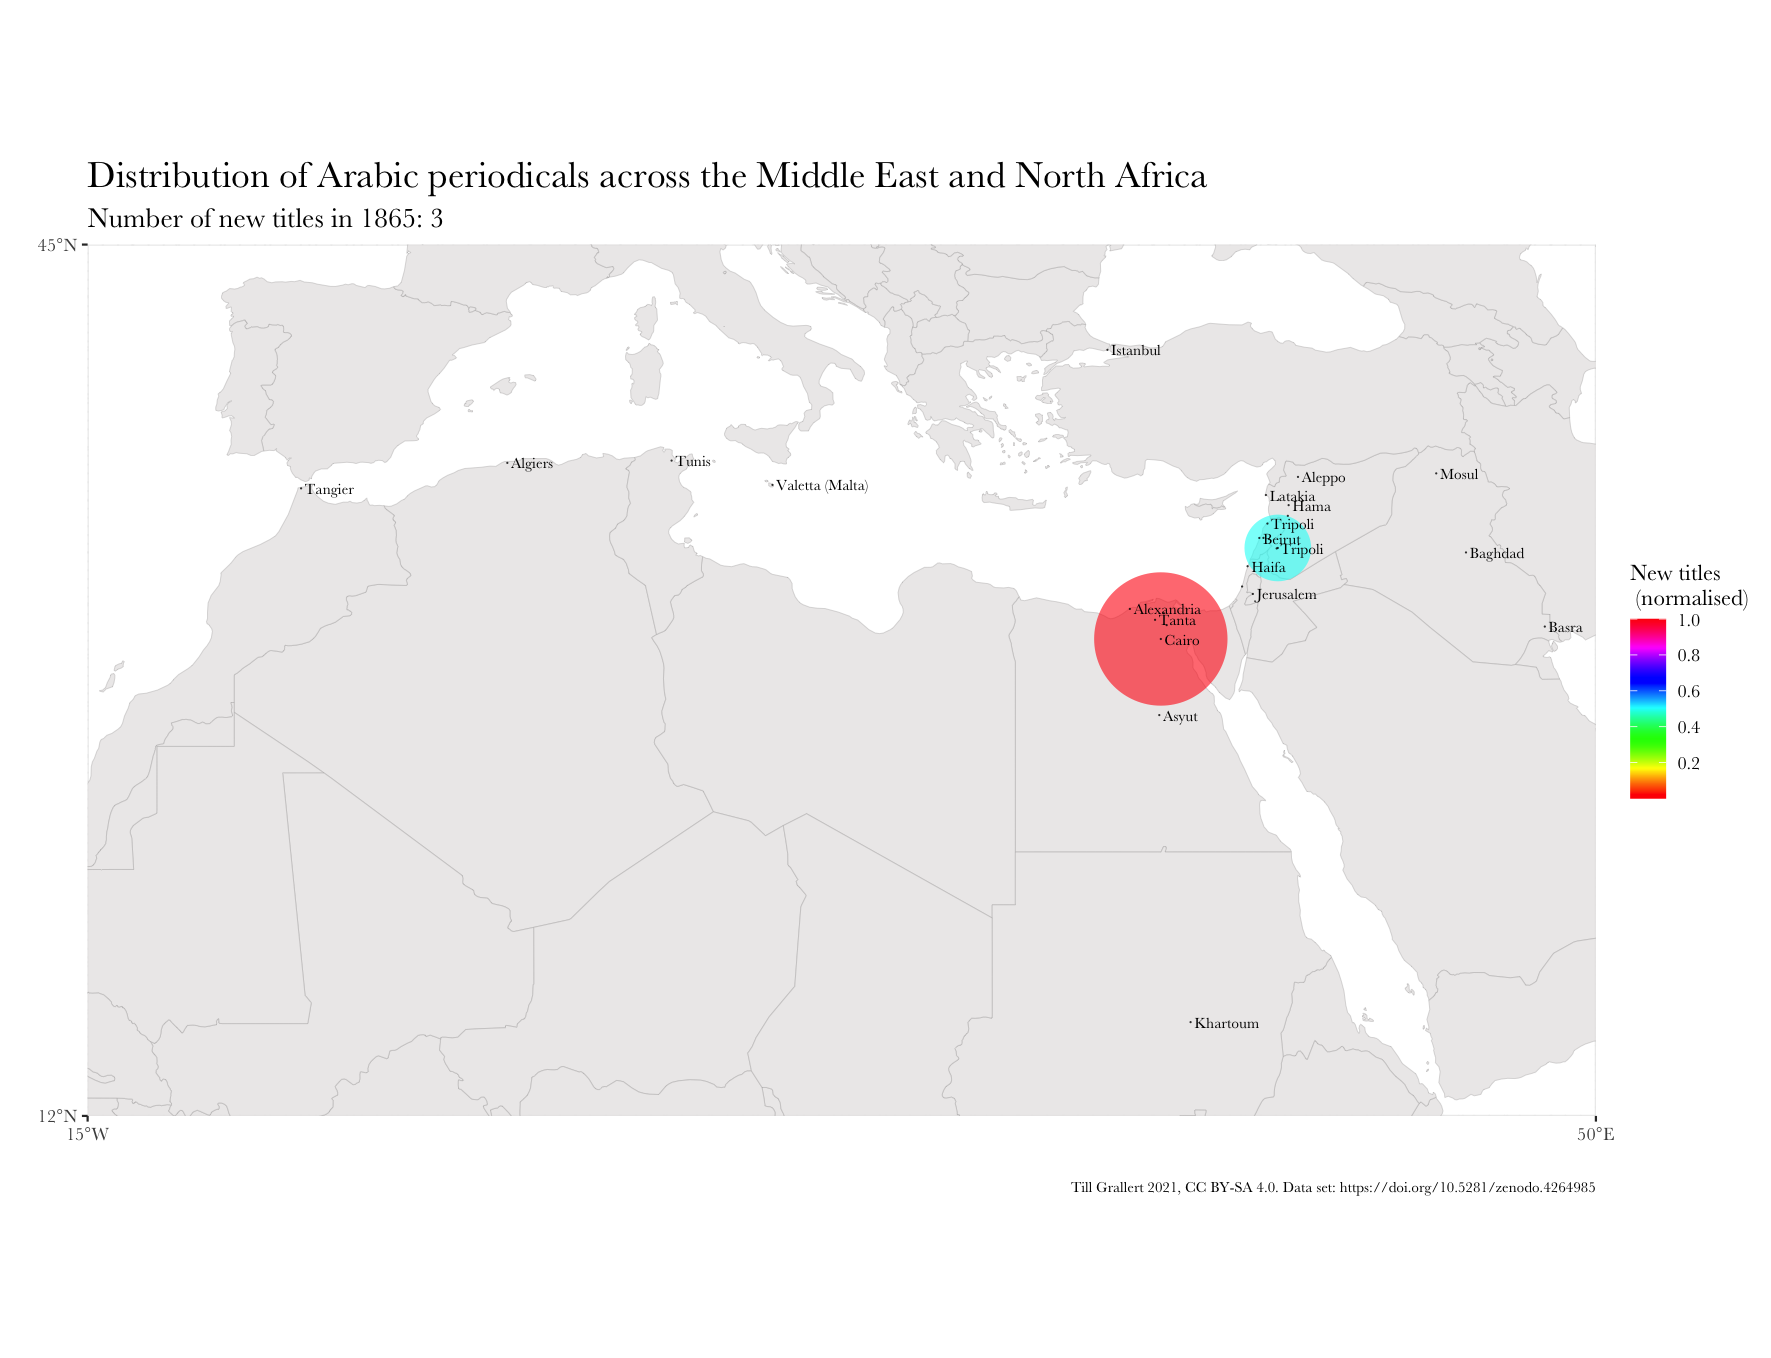 Distribution of Arabic periodicals across the Middle East and North Africa
Number of new titles in 1865: 3
45°N
Istanbul
Algiers
Tunis
Tangier
Valetta (Malta)
Aleppo
Mosul
Latakia
Hama
Tripoli
Beirut
Tripoli
Baghdad
Haifa
Jerusalem
Alexandria
Tanta
Cairo
Basra
Asyut
Khartoum
New titles
(normalised)
1.0
0.8
0.6
0.4
0.2
12°N
15°W
50°E
Till Grallert 2021, CC BY-SA 4.0. Data set: https://doi.org/10.5281/zenodo.4264985